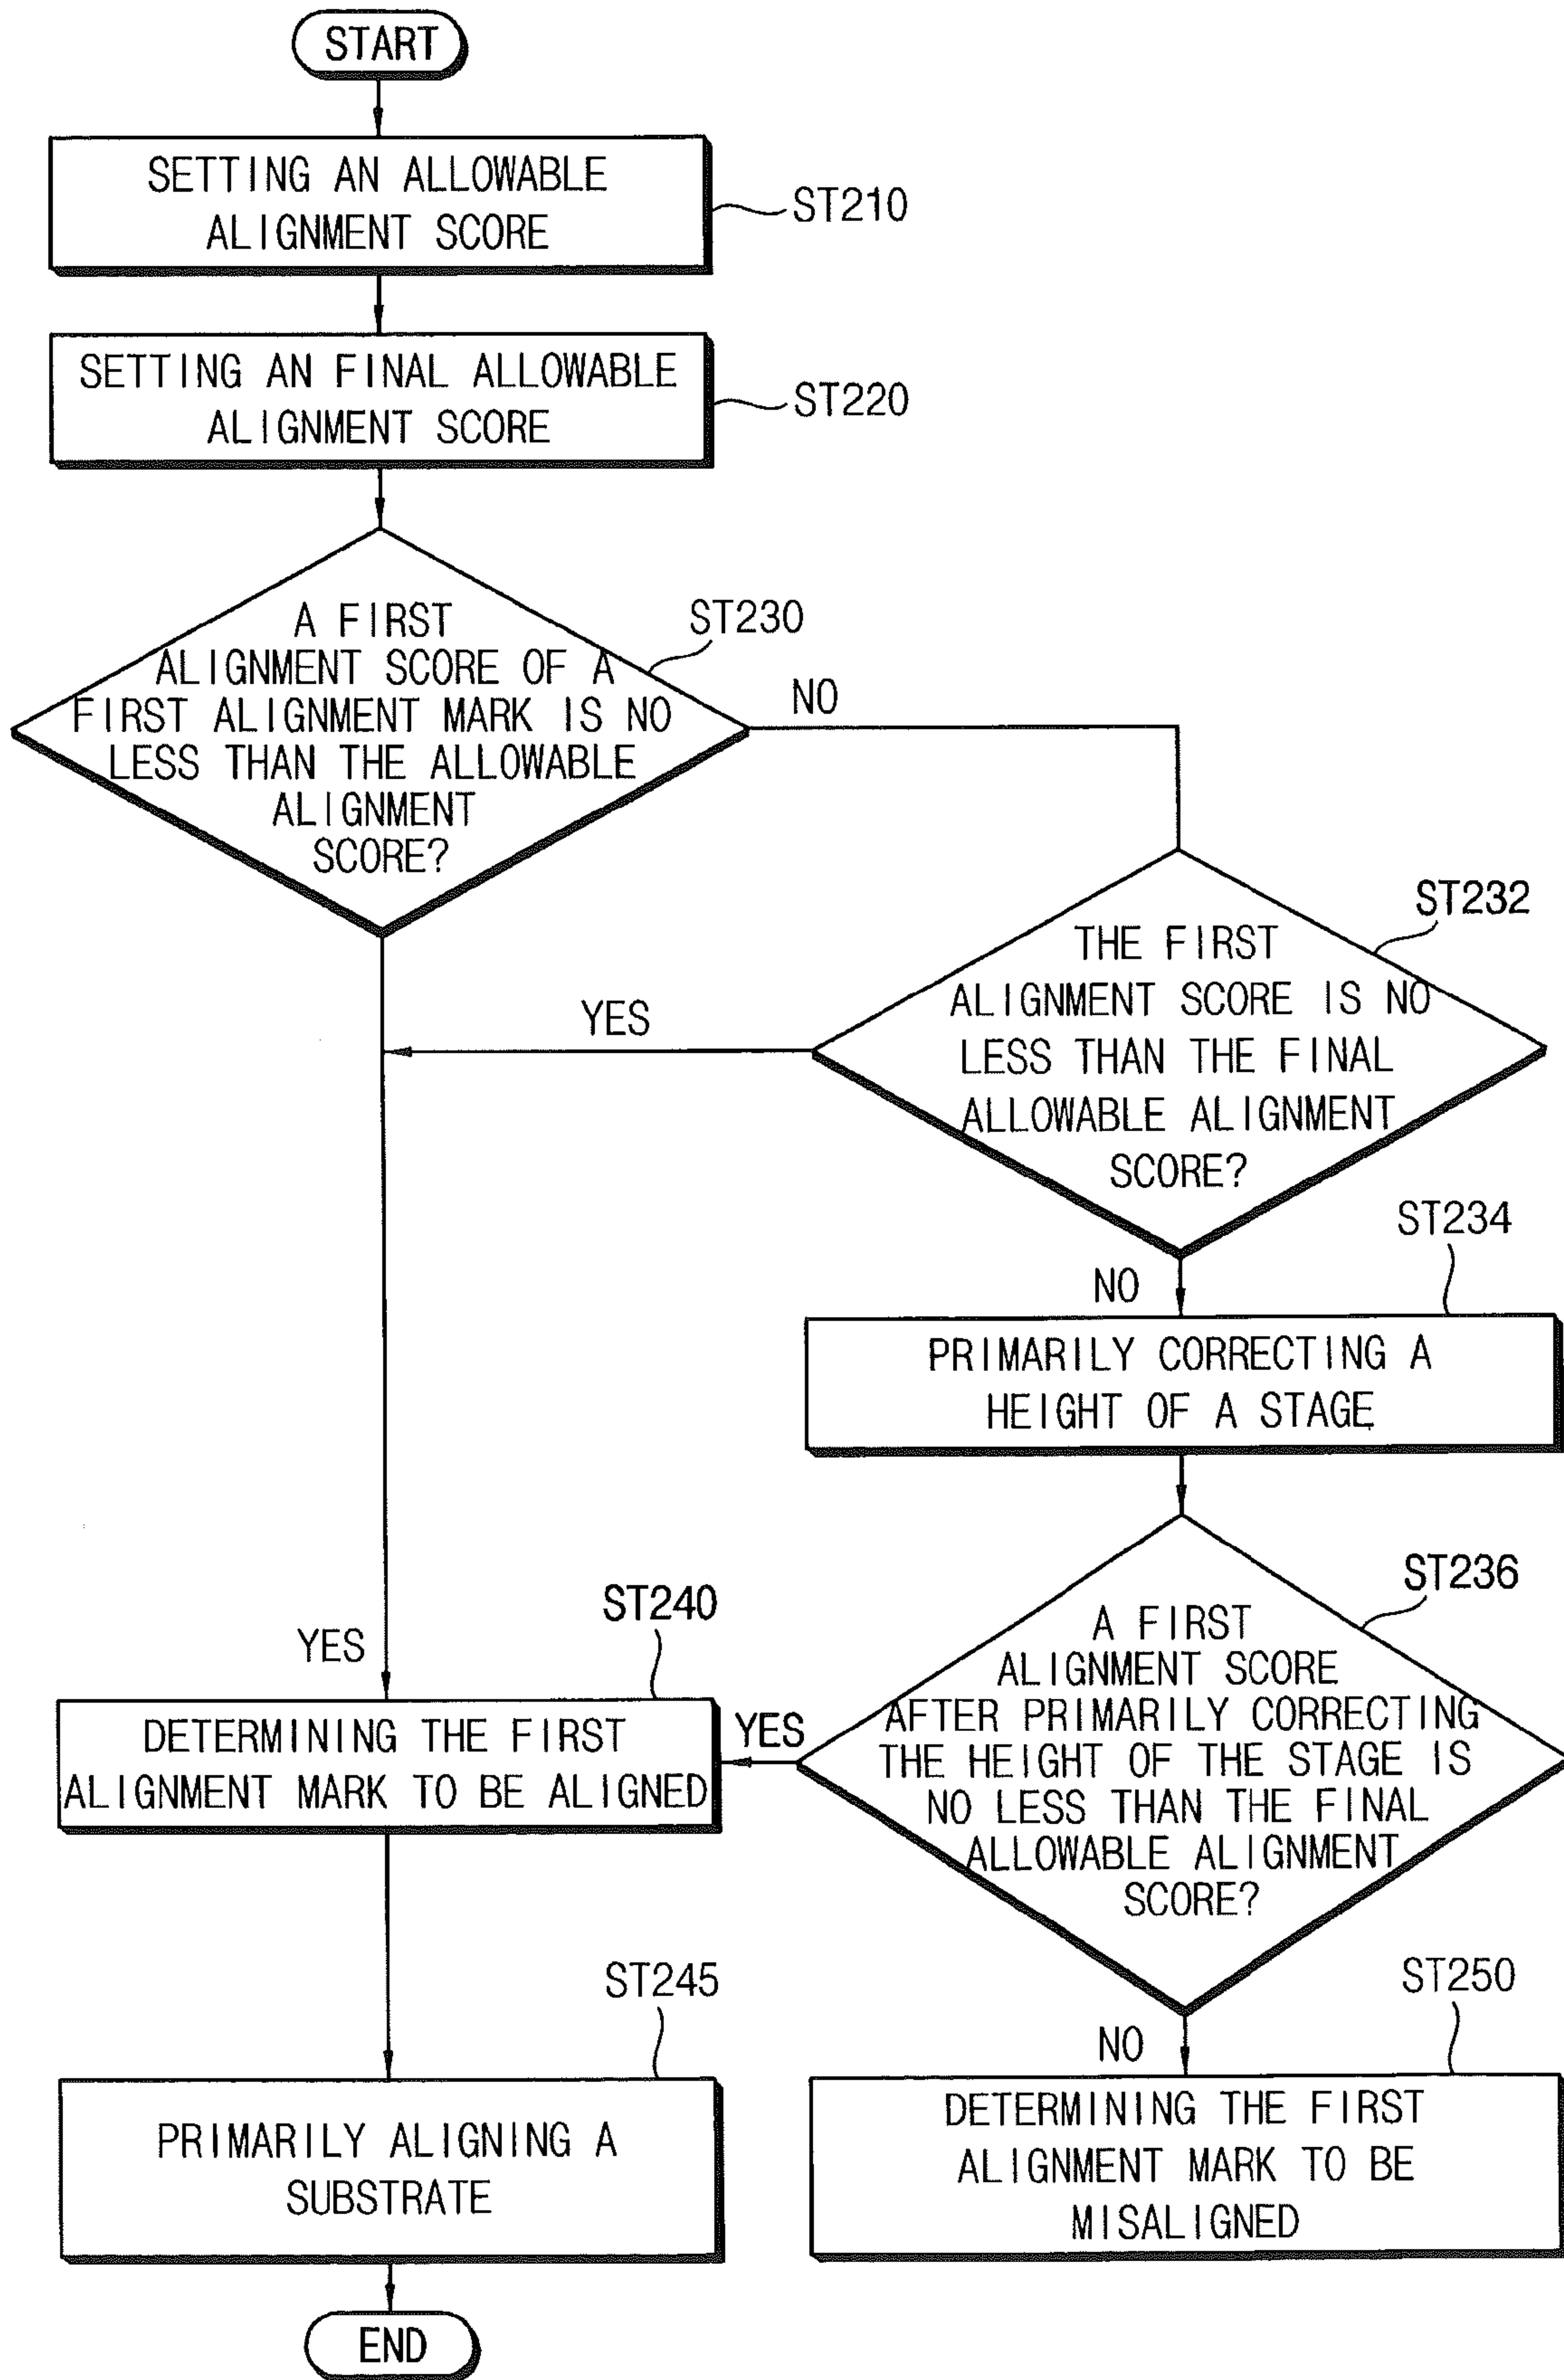 START
SETTING AN ALLOWABLE
ALIGNMENT SCORE
ST210
SETTING AN FINAL ALLOWABLE
ALIGNMENT SCORE
ST220
A FIRST
ALIGNMENT SCORE OF A
FIRST ALIGNMENT MARK IS NO
LESS THAN THE ALLOWABLE
ALIGNMENT
SCORE?
ST230
NO
THE FIRST
ALIGNMENT SCORE IS NO
LESS THAN THE FINAL
ALLOWABLE ALIGNMENT
SCORE?
ST232
YES
NO
ST234
PRIMARILY CORRECTING A
HEIGHT OF A STAGE
A FIRST
ALIGNMENT SCORE
AFTER PRIMARILY CORRECTING
THE HEIGHT OF THE STAGE IS
NO LESS THAN THE FINAL
ALLOWABLE ALIGNMENT
SCORE?
ST236
YES
YES
ST240
DETERMINING THE FIRST
ALIGNMENT MARK TO BE ALIGNED
ST245
PRIMARILY ALIGNING A
SUBSTRATE
NO
ST250
DETERMINING THE FIRST
ALIGNMENT MARK TO BE
MISALIGNED
END